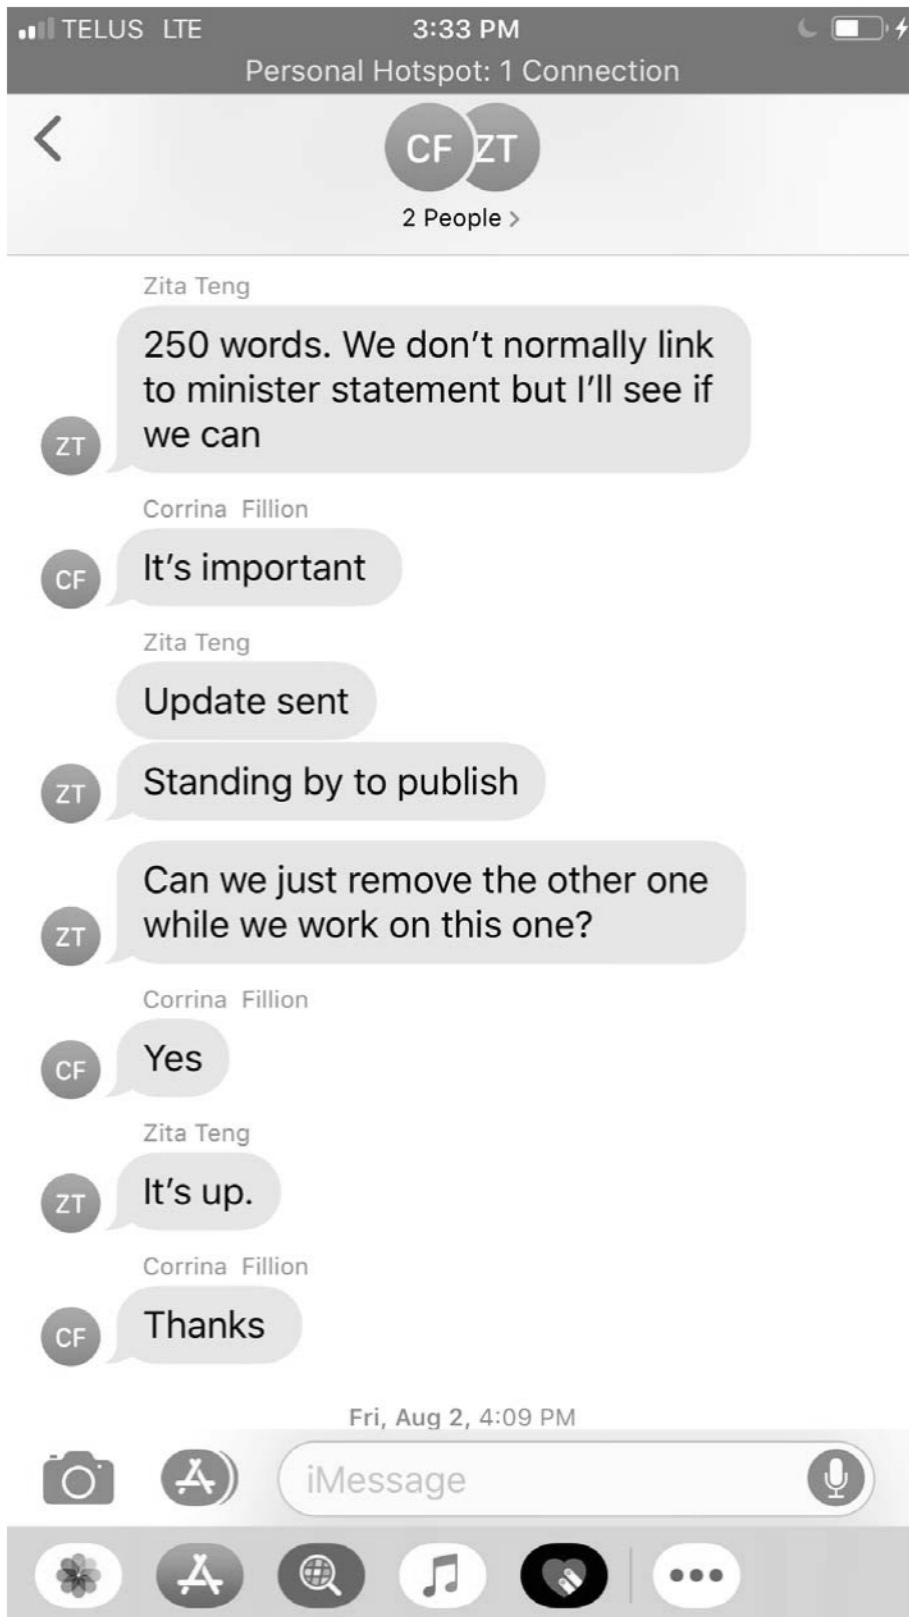 TELUS LTE 3:33 PM
Personal Hotspot: 1 Connection
CF ZT
2 People >
Zita Teng
250 words. We don't normally link
to minister statement but I'll see if
we can
ZT
Corrina Fillion
It's important
CF
Zita Teng
Update sent
Standing by to publish
ZT
Can we just remove the other one
while we work on this one?
ZT
Corrina Fillion
Yes
CF
Zita Teng
It's up.
ZT
Corrina Fillion
Thanks
CF
Fri, Aug 2, 4:09 PM
iMessage